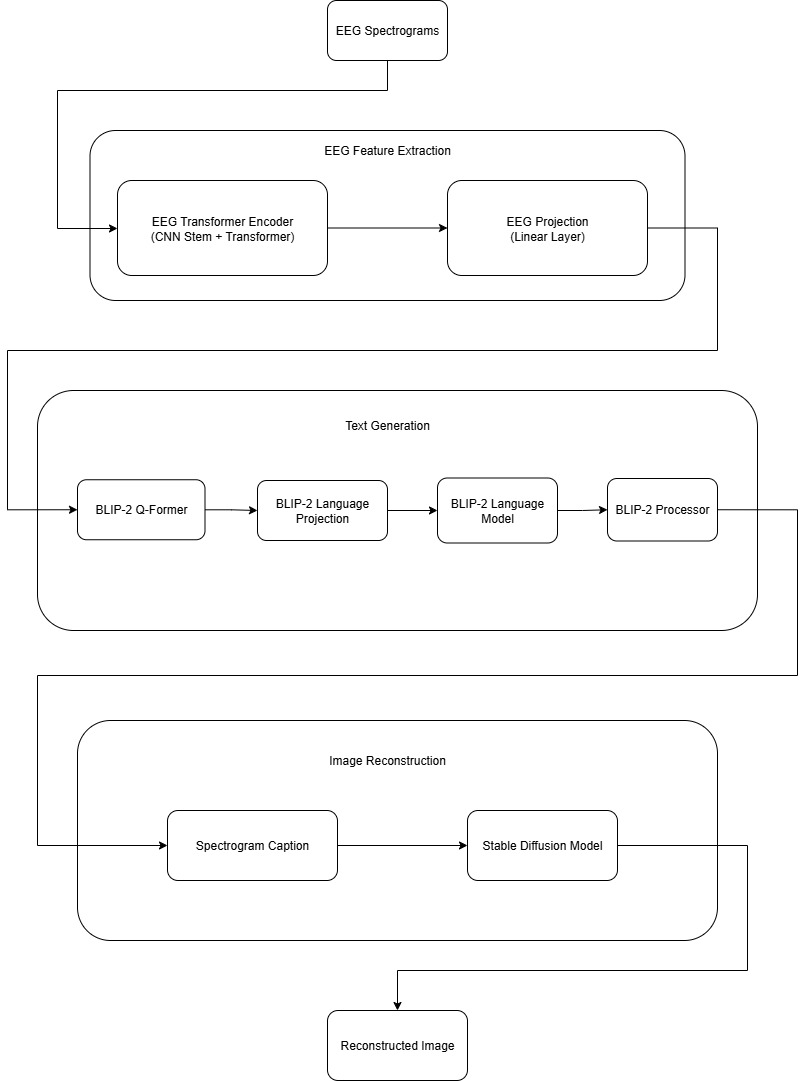 EEG Spectrograms
EEG Feature Extraction
EEG Transformer Encoder
(CNN Stem + Transformer)
EEG Projection
(Linear Layer)
Text Generation
BLIP-2 Q-Former
BLIP-2 Language
Projection
BLIP-2 Language
Model
BLIP-2 Processor
Image Reconstruction
Spectrogram Caption
Stable Diffusion Model
Reconstructed Image